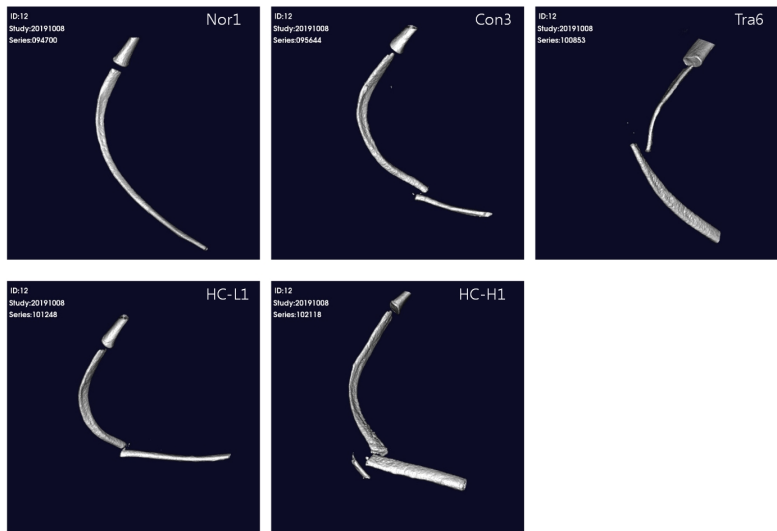 ID:12
Study:20191008
Series:094700
Nor1
ID:12
Study:20191008
Series:095644
Con3
ID:12
Study:20191008
Series:100853
Tra6
ID:12
Study:20191008
Series:101248
HC-L1
ID:12
Study:20191008
Series:102118
HC-H1